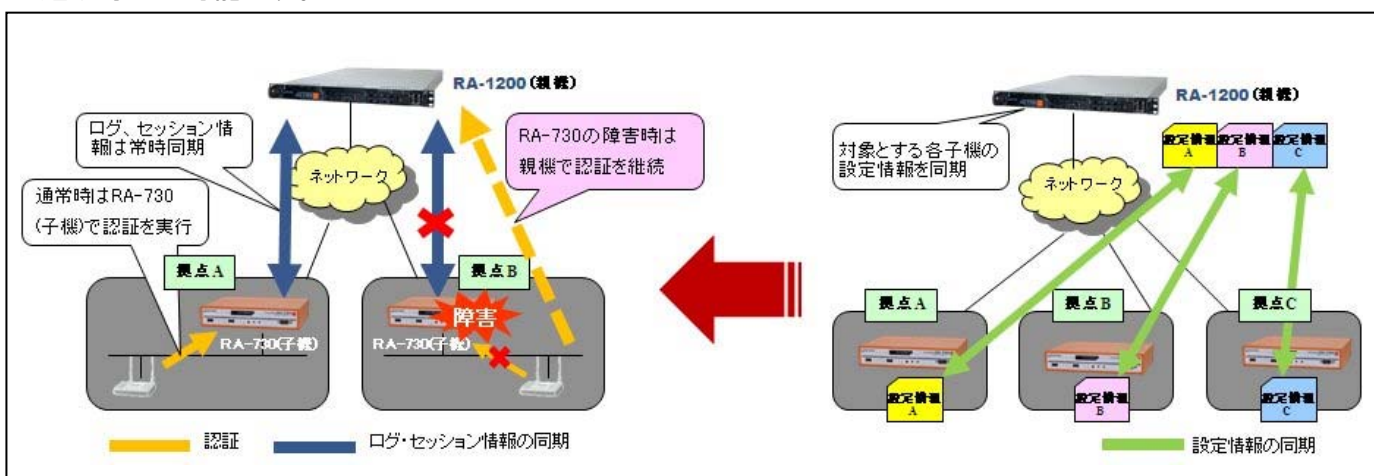 RA-1200(親機)
ログ、セッション情
報は常時同期
RA-730の障害時は
親機で認証を継続
ネットワーク
通常時はRA-730
(子機)で認証を実行
拠点A
拠点B
障害
RA-730(子機)
RA-730(子機)
認証
ログ・セッション情報の同期
RA-1200(親機)
設定情報
A
設定情報
B
設定情報
C
対象とする各子機の
設定情報を同期
ネットワーク
拠点A
拠点B
拠点C
設定情報
A
設定情報
B
設定情報
C
設定情報の同期